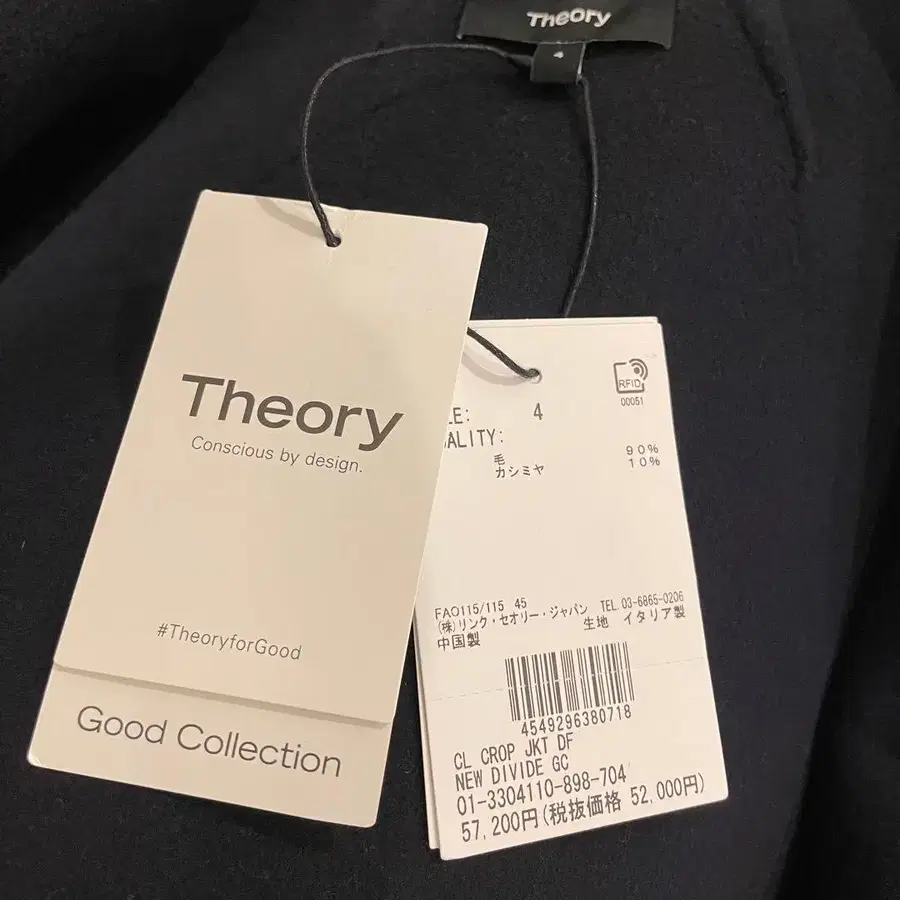 Theory
4
Theory
Conscious by design.
#TheoryforGood
Good Collection
RFID
00051
ZE: 4
ALITY:
毛 90%
カシミヤ 10%
FAO115/115 45
(株)リンク・セオリー・ジャパン TEL.03-6865-0206
中国製 生地 イタリア製
4549296380718
CL CROP JKT DF
NEW DIVIDE GC
01-3304110-898-704
57,200円(税抜価格 52,000円)